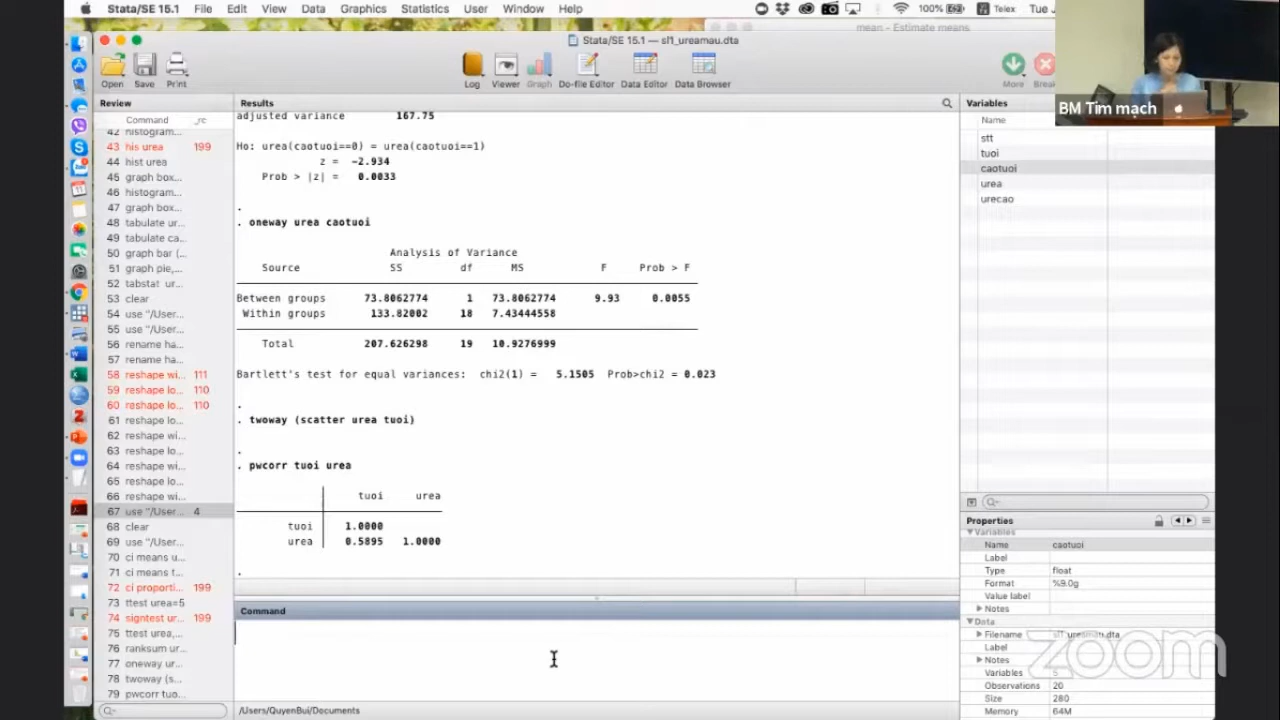 Stata/SE 15.1 File Edit View Data Graphics Statistics User Window Help 100% Telex Tue
mean - Estimate means
Stata/SE 15.1 — sl1_ureamau.dta
Open Save Print Log Viewer Graph Do-file Editor Data Editor Data Browser More Break
Review
Command _rc
42 histogram...
43 his urea 199
44 hist urea
45 graph box...
46 histogram...
47 graph box...
48 tabulate ur...
49 tabulate ca...
50 graph bar (...
51 graph pie,...
52 tabstat ur...
53 clear
54 use "/User...
55 use "/User...
56 rename ha...
57 rename ha...
58 reshape wi... 111
59 reshape lo... 110
60 reshape lo... 110
61 reshape lo...
62 reshape wi...
63 reshape lo...
64 reshape wi...
65 reshape lo...
66 reshape wi...
67 use "/User... 4
68 clear
69 use "/User...
70 ci means u...
71 ci means t...
72 ci proporti... 199
73 ttest urea=5
74 signtest ur... 199
75 ttest urea,...
76 ranksum ur...
77 oneway ur...
78 twoway (s...
79 pwcorr tuo...
Results
adjusted variance 167.75
Ho: urea(caotuoi==0) = urea(caotuoi==1)
z = -2.934
Prob > |z| = 0.0033
.
. oneway urea caotuoi
Analysis of Variance
Source SS df MS F Prob > F
Between groups 73.8062774 1 73.8062774 9.93 0.0055
Within groups 133.82002 18 7.43444558
Total 207.626298 19 10.9276999
Bartlett's test for equal variances: chi2(1) = 5.1505 Prob>chi2 = 0.023
.
. twoway (scatter urea tuoi)
.
. pwcorr tuoi urea
tuoi urea
tuoi 1.0000
urea 0.5895 1.0000
.
Command
/Users/QuyenBui/Documents
BM Tim mach
Variables
Name
stt
tuoi
caotuoi
urea
urecao
Properties
Variables
Name caotuoi
Label
Type float
Format %9.0g
Value label
Notes
Data
Filename sl1_ureamau.dta
Label
Notes
Variables 5
Observations 20
Size 280
Memory 64M
zoom